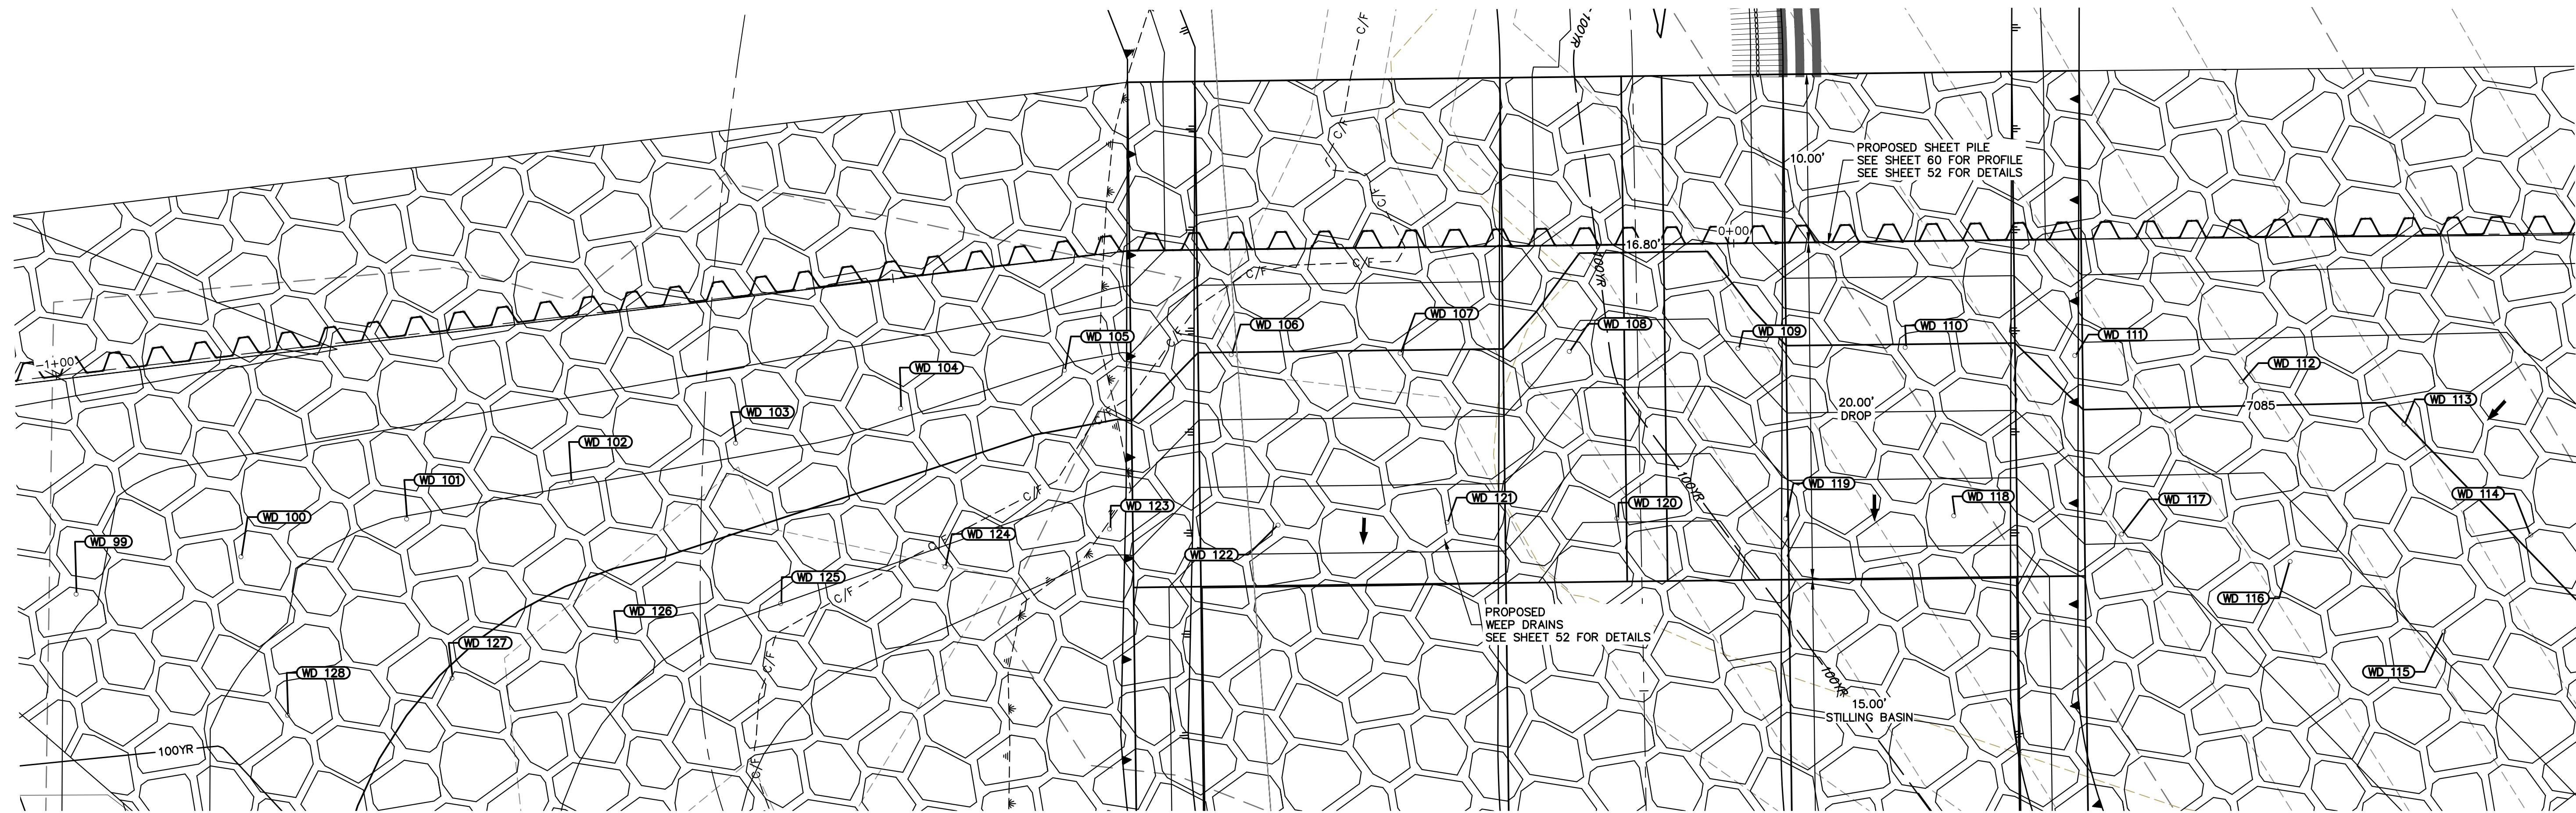 C/F
100YR
C/F
C/F
10.00'
PROPOSED SHEET PILE
SEE SHEET 60 FOR PROFILE
SEE SHEET 52 FOR DETAILS
0+00
16.80'
C/F
C/F
100YR
-1+00
WD 105
WD 106
WD 107
WD 108
WD 109
WD 110
WD 111
C/F
WD 104
WD 112
WD 103
C/F
20.00'
DROP
7085
WD 113
WD 102
WD 101
100YR
C/F
WD 123
WD 121
WD 120
WD 119
WD 118
WD 117
WD 114
WD 100
WD 99
C/F
WD 124
WD 122
WD 125
C/F
WD 126
PROPOSED
WEEP DRAINS
SEE SHEET 52 FOR DETAILS
WD 116
WD 127
C/F
WD 128
100YR
WD 115
15.00'
STILLING BASIN
100YR
C/F